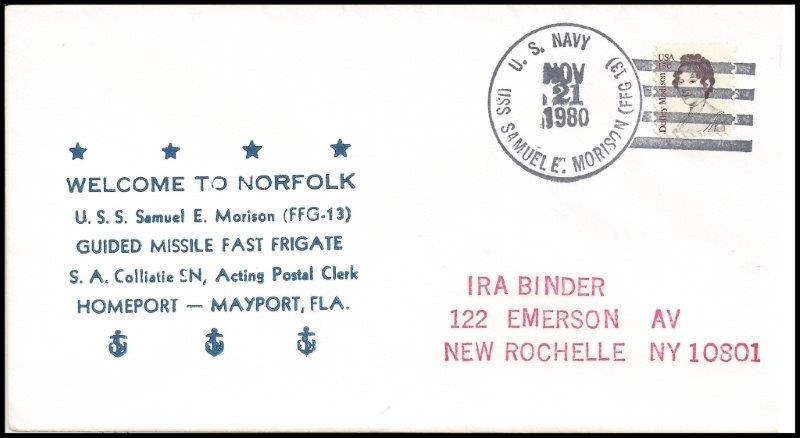 U. S. NAVY
NOV
21
1980
USS SAMUEL E. MORISON (FFG 13)
USA
15c
Dolley Madison
WELCOME TO NORFOLK
U. S. S. Samuel E. Morison (FFG-13)
GUIDED MISSILE FAST FRIGATE
S. A. Colliatie SN, Acting Postal Clerk
HOMEPORT — MAYPORT, FLA.
IRA BINDER
122 EMERSON AV
NEW ROCHELLE NY 10801